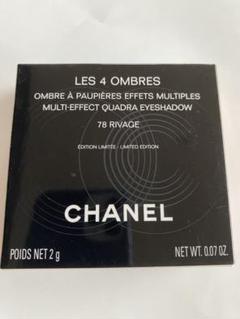 LES 4 OMBRES
OMBRE À PAUPIÈRES EFFETS MULTIPLES
MULTI-EFFECT QUADRA EYESHADOW
78 RIVAGE
ÉDITION LIMITÉE - LIMITED EDITION
CHANEL
POIDS NET 2 g NET WT. 0.07 OZ.